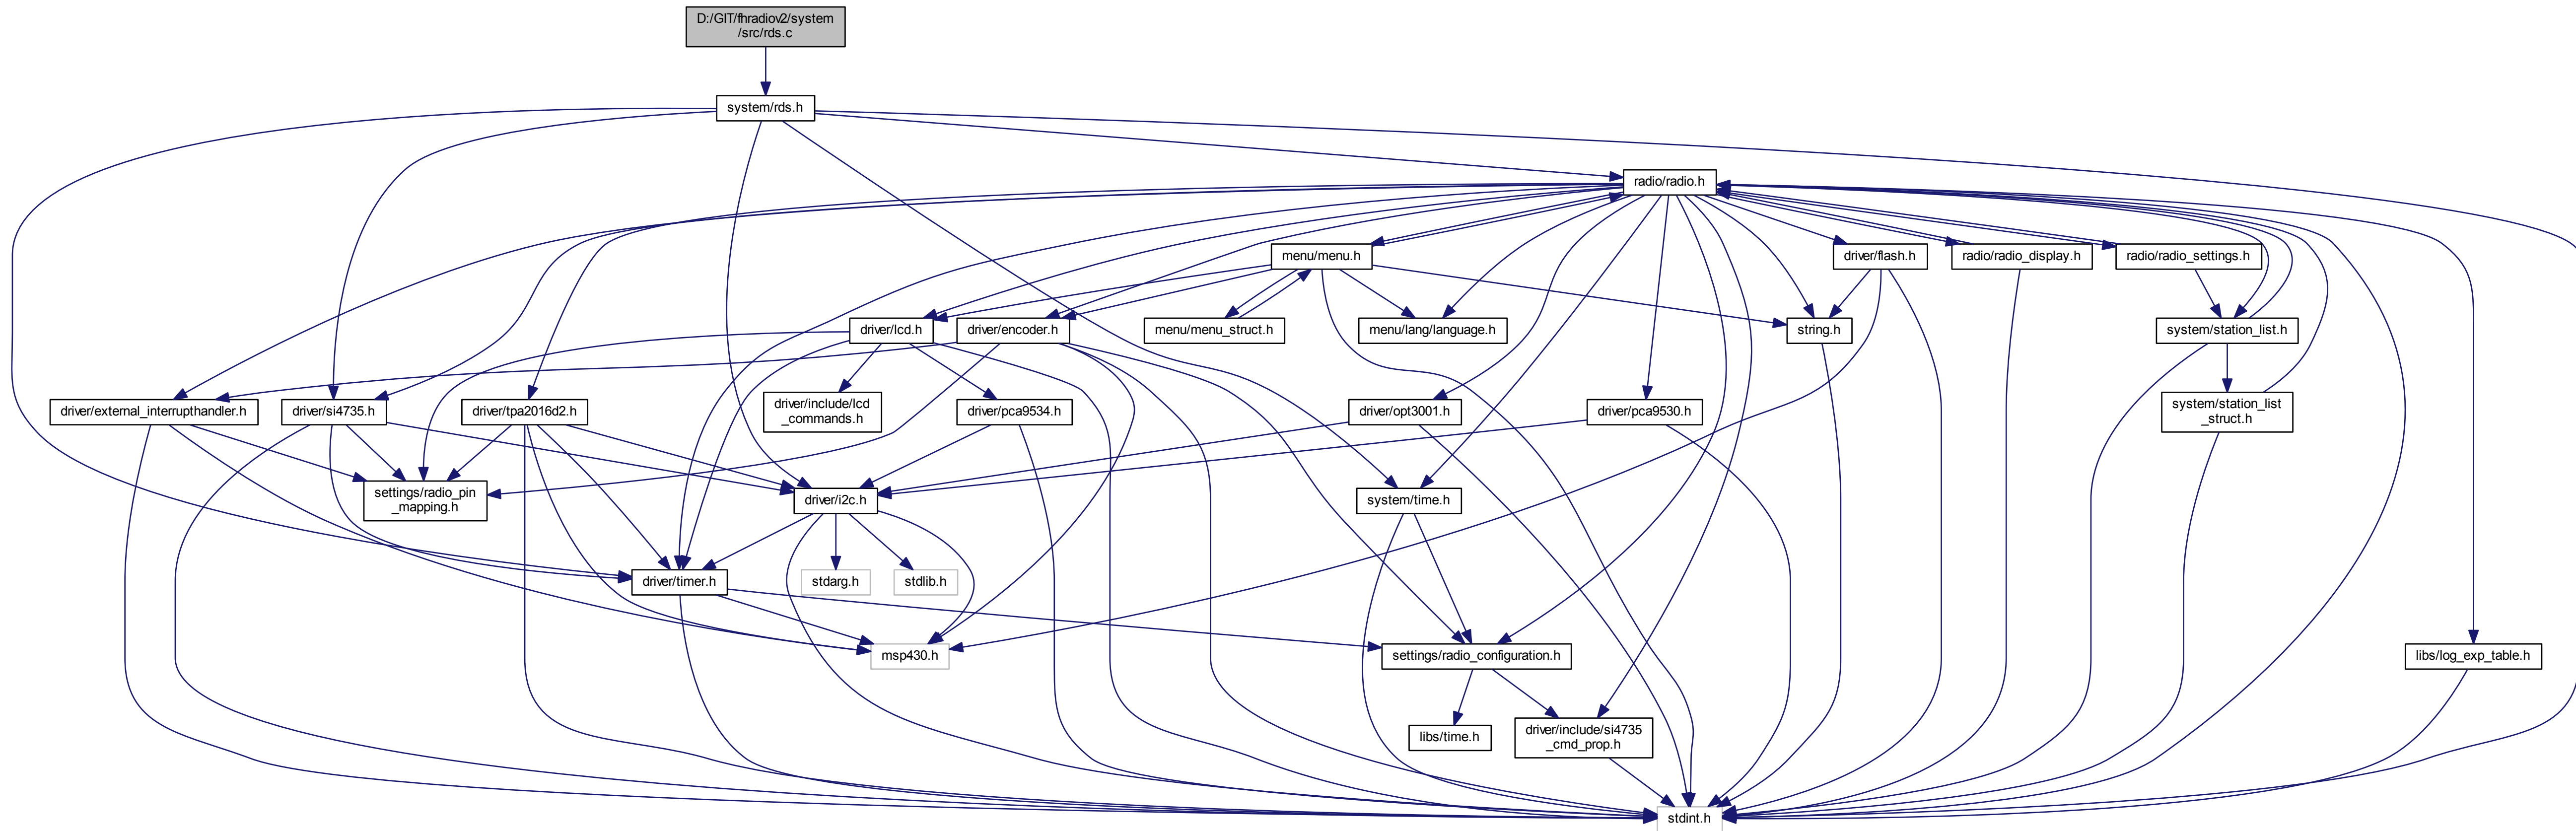 D:/GIT/fhradiov2/system
/src/rds.c
system/rds.h
radio/radio.h
menu/menu.h
driver/flash.h
radio/radio_display.h
radio/radio_settings.h
driver/lcd.h
driver/encoder.h
menu/menu_struct.h
menu/lang/language.h
string.h
system/station_list.h
driver/external_interrupthandler.h
driver/si4735.h
driver/tpa2016d2.h
driver/include/lcd
_commands.h
driver/pca9534.h
driver/opt3001.h
driver/pca9530.h
system/station_list
_struct.h
settings/radio_pin
_mapping.h
driver/i2c.h
system/time.h
driver/timer.h
stdarg.h
stdlib.h
msp430.h
settings/radio_configuration.h
libs/log_exp_table.h
libs/time.h
driver/include/si4735
_cmd_prop.h
stdint.h